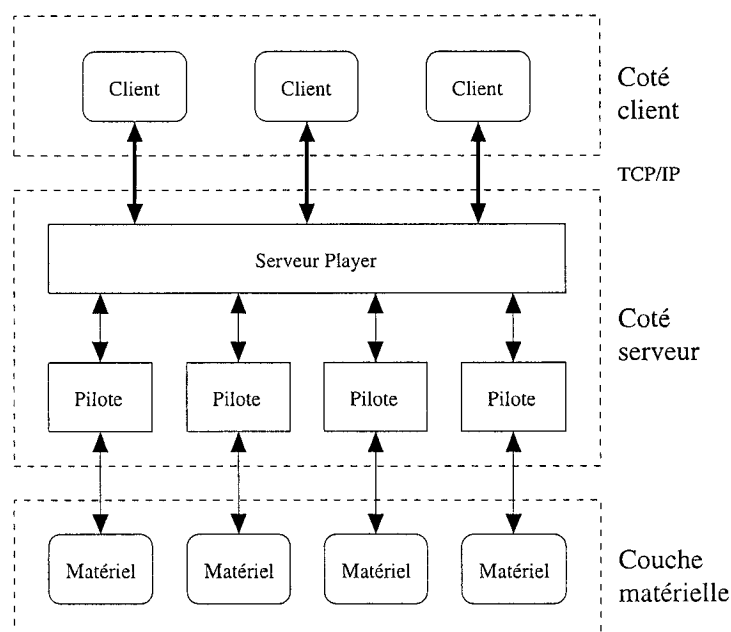 Client Client Client
Coté
client
TCP/IP
Serveur Player
Coté
serveur
Pilote Pilote Pilote Pilote
Matériel Matériel Matériel Matériel
Couche
matérielle